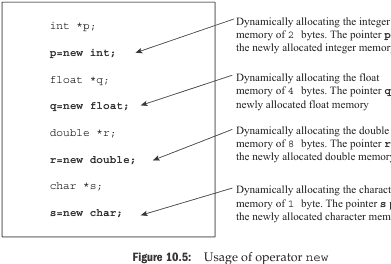 int *p;
p=new int;
float *q;
q=new float;
double *r;
r=new double;
char *s;
s=new char;
Dynamically allocating the integer
memory of 2 bytes. The pointer p
the newly allocated integer
Dynamically allocating the float
memory of 4 bytes. The pointer q
newly allocated float memory
Dynamically allocating the double
memory of 8 bytes. The pointer r
the newly allocated double
Dynamically allocating the
memory of 1 byte. The pointer s
the newly allocated character
Figure 10.5: Usage of operator new